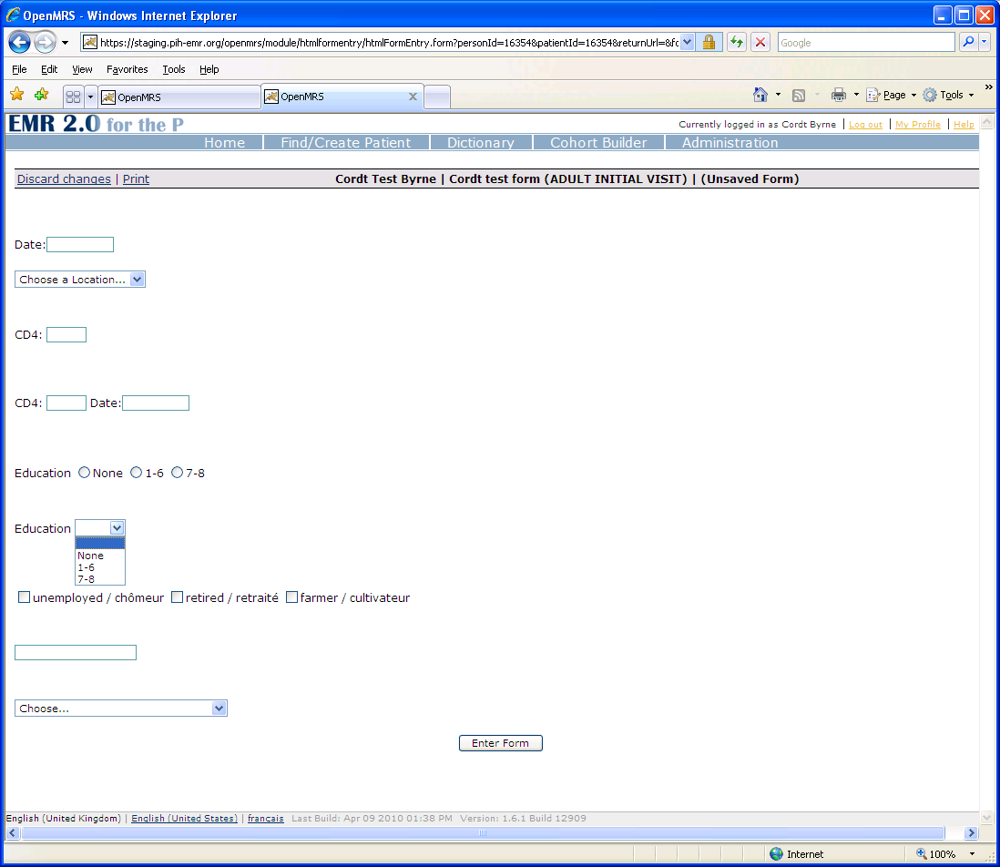 OpenMRS - Windows Internet Explorer
https://staging.pih-emr.org/openmrs/module/htmlformentry/htmlFormEntry.form?personId=16354&patientId=16354&returnUrl=&fc
Google
File Edit View Favorites Tools Help
OpenMRS
OpenMRS
Page Tools »
EMR 2.0 for the P
Currently logged in as Cordt Byrne | Log out | My Profile | Help
Home | Find/Create Patient | Dictionary | Cohort Builder | Administration
Discard changes | Print
Cordt Test Byrne | Cordt test form (ADULT INITIAL VISIT) | (Unsaved Form)
Date:
Choose a Location...
CD4:
CD4: Date:
Education None 1-6 7-8
Education
None
1-6
7-8
unemployed / chômeur retired / retraité farmer / cultivateur
Choose...
Enter Form
English (United Kingdom) | English (United States) | français Last Build: Apr 09 2010 01:38 PM Version: 1.6.1 Build 12909
Internet
100%